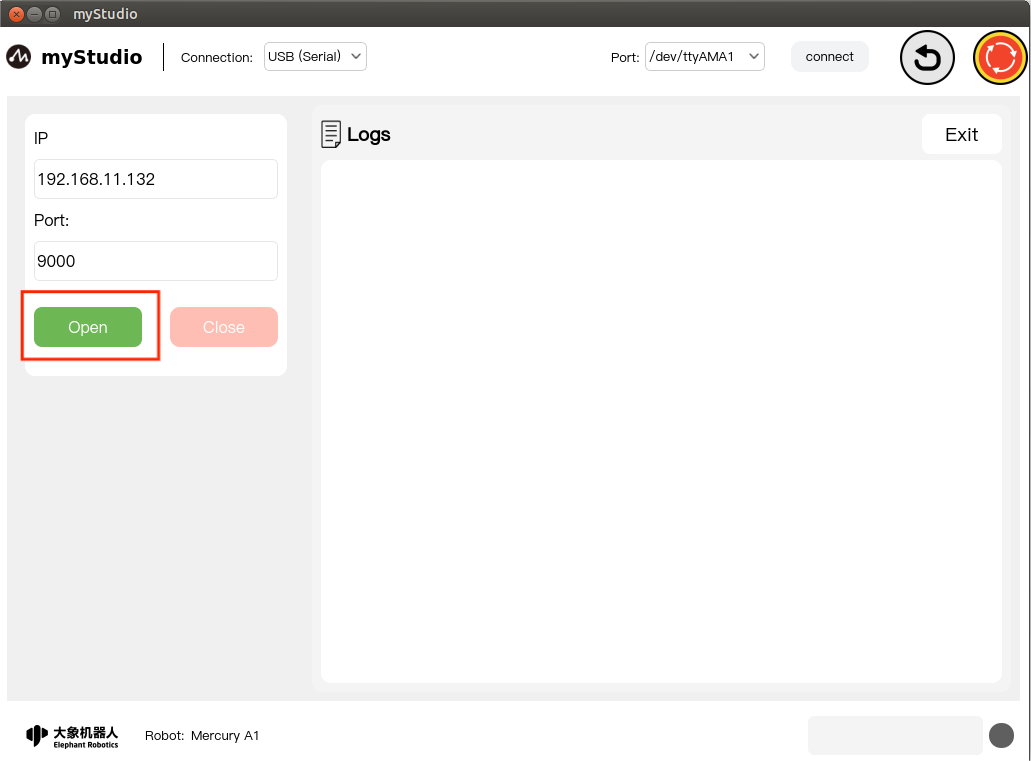 myStudio
myStudio
Connection:
USB (Serial)
Port:
/dev/ttyAMA1
connect
IP
192.168.11.132
Port:
9000
Open
Close
Logs
Exit
大象机器人
Elephant Robotics
Robot: Mercury A1